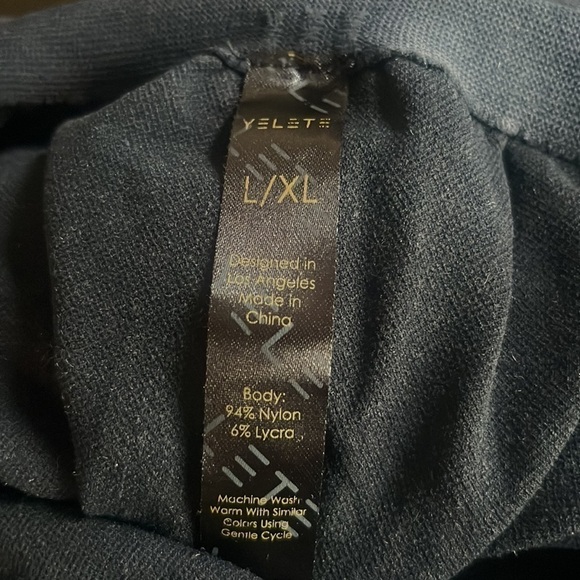 YELETE
L/XL
Designed in
Los Angeles
Made in
China
Body:
94% Nylon
6% Lycra
Machine Wash
Warm With Similar
Colors Using
Gentle Cycle